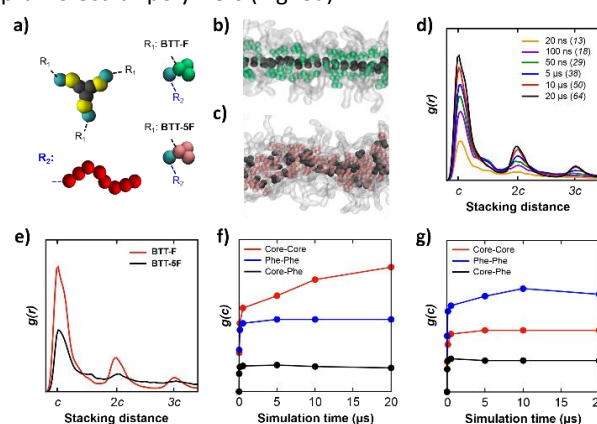 a)
R₁
R₁
R₁
R₁: BTT-F
R₂
R₁: BTT-5F
R₂
R₂:
b)
c)
d)
g(r)
20 ns (13)
100 ns (18)
50 ns (29)
5 µs (38)
10 µs (50)
20 µs (64)
c 2c 3c
Stacking distance
e)
g(r)
BTT-F
BTT-5F
c 2c 3c
Stacking distance
f)
g(c)
Core-Core
Phe-Phe
Core-Phe
0 5 10 15 20
Simulation time (µs)
g)
g(c)
Core-Core
Phe-Phe
Core-Phe
0 5 10 15 2
Simulation time (µs)